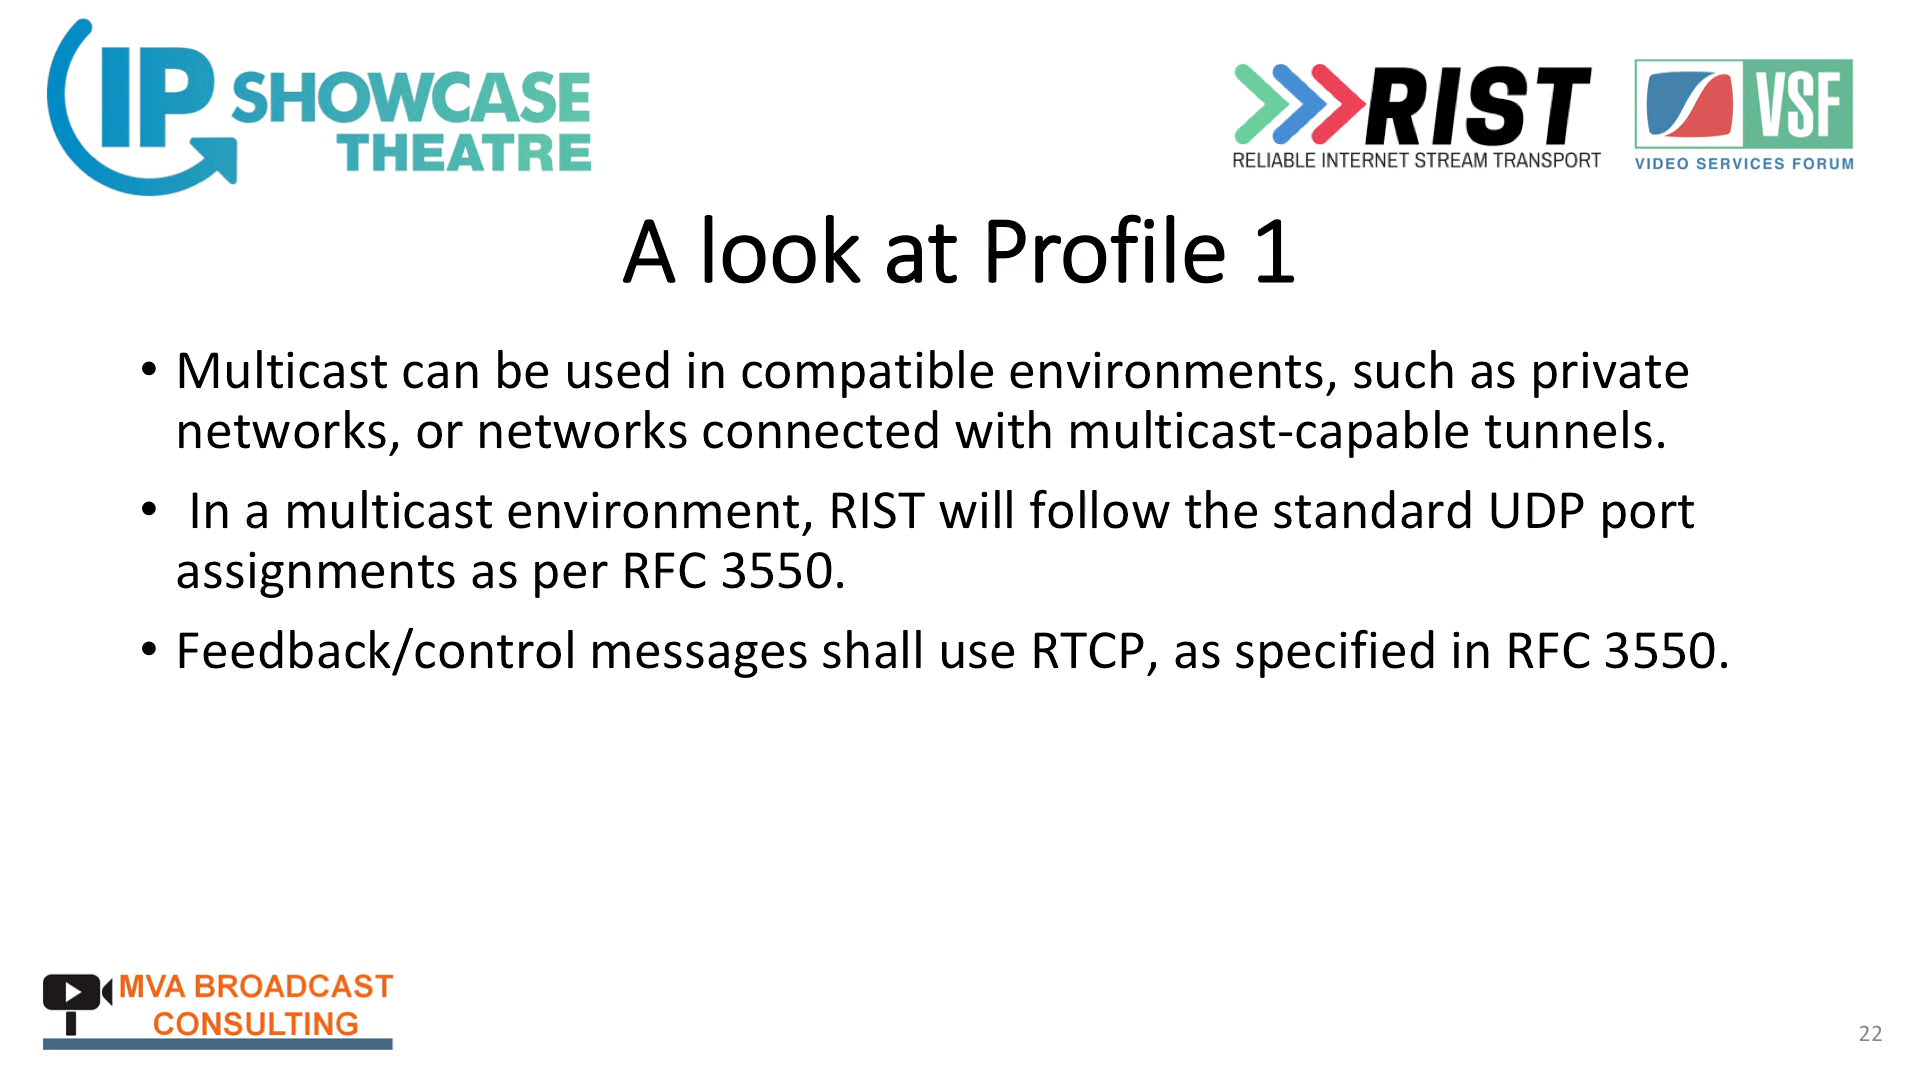 IP SHOWCASE
THEATRE
RIST
RELIABLE INTERNET STREAM TRANSPORT
VSF
VIDEO SERVICES FORUM
A look at Profile 1
• Multicast can be used in compatible environments, such as private
networks, or networks connected with multicast-capable tunnels.
• In a multicast environment, RIST will follow the standard UDP port
assignments as per RFC 3550.
• Feedback/control messages shall use RTCP, as specified in RFC 3550.
MVA BROADCAST
CONSULTING
22